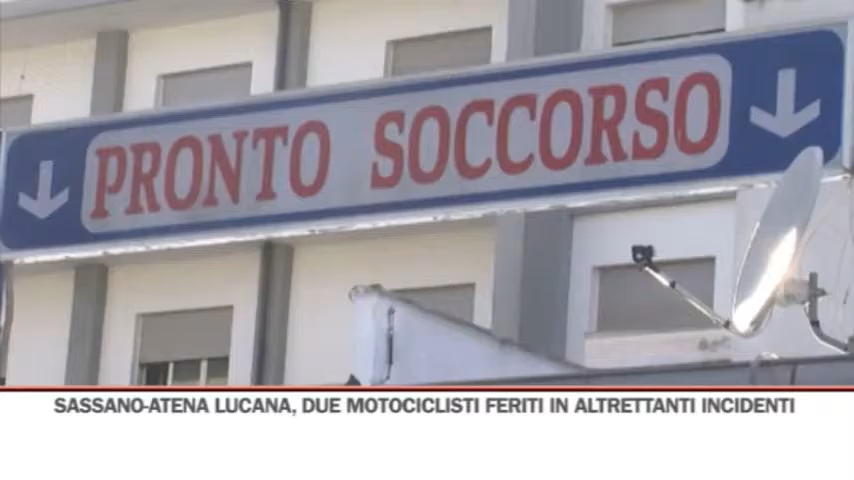 PRONTO SOCCORSO
SASSANO-ATENA LUCANA, DUE MOTOCICLISTI FERITI IN ALTRETTANTI INCIDENTI